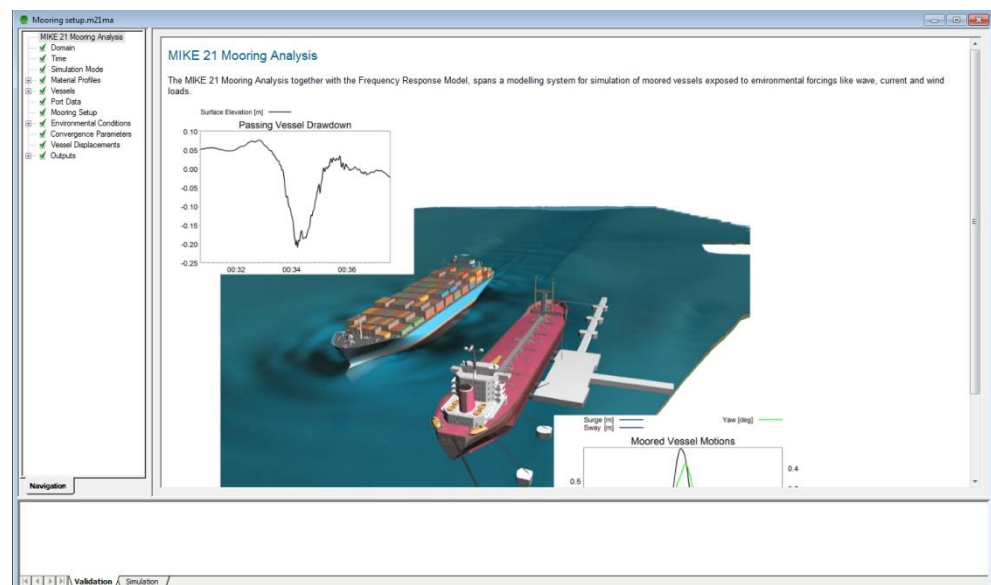 Mooring setup.m21ma
MIKE 21 Mooring Analysis
Domain
Time
Simulation Mode
Material Profiles
Vessels
Port Data
Mooring Setup
Environmental Conditions
Convergence Parameters
Vessel Displacements
Outputs
Navigation
MIKE 21 Mooring Analysis
The MIKE 21 Mooring Analysis together with the Frequency Response Model, spans a modelling system for simulation of moored vessels exposed to environmental forcings like wave, current and wind
loads.
Surface Elevation [m]
Passing Vessel Drawdown
0.10
0.05
0.00
-0.05
-0.10
-0.15
-0.20
-0.25
00:32 00:34 00:36
Surge [m] Yaw [deg]
Sway [m]
Moored Vessel Motions
0.5
0.4
Validation Simulation